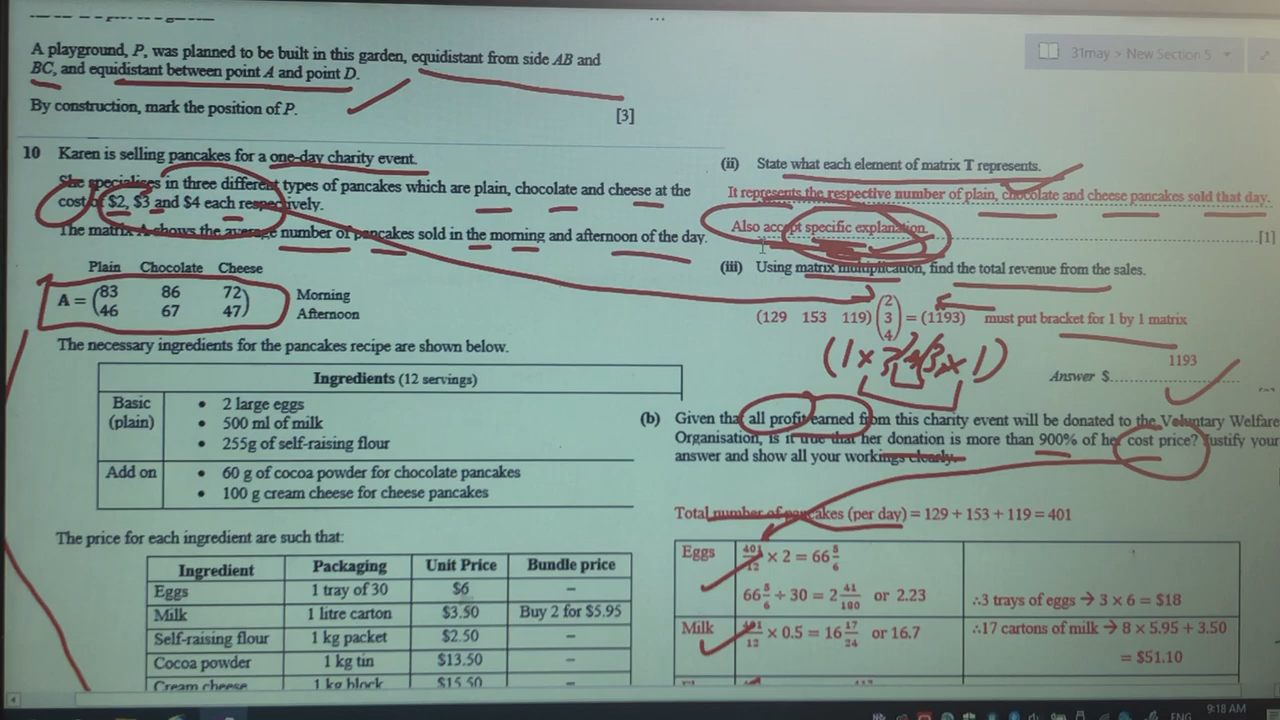 31may > New Section 5
A playground, P, was planned to be built in this garden, equidistant from side AB and
BC, and equidistant between point A and point D.
By construction, mark the position of P.
[3]
10 Karen is selling pancakes for a one-day charity event.
She specialises in three different types of pancakes which are plain, chocolate and cheese at the
cost of $2, $3 and $4 each respectively.
The matrix A shows the average number of pancakes sold in the morning and afternoon of the day.
Plain Chocolate Cheese
A = (83 86 72) Morning
(46 67 47) Afternoon
The necessary ingredients for the pancakes recipe are shown below.
Ingredients (12 servings)
Basic (plain)
• 2 large eggs
• 500 ml of milk
• 255g of self-raising flour
Add on
• 60 g of cocoa powder for chocolate pancakes
• 100 g cream cheese for cheese pancakes
The price for each ingredient are such that:
Ingredient Packaging Unit Price Bundle price
Eggs 1 tray of 30 $6 –
Milk 1 litre carton $3.50 Buy 2 for $5.95
Self-raising flour 1 kg packet $2.50 –
Cocoa powder 1 kg tin $13.50 –
Cream cheese 1 kg block $15.50 –
(ii) State what each element of matrix T represents.
It represents the respective number of plain, chocolate and cheese pancakes sold that day.
Also accept specific explanation.
[1]
(iii) Using matrix multiplication, find the total revenue from the sales.
(129 153 119) (2 3 4) = (1193) must put bracket for 1 by 1 matrix
(1 × 3) (3 × 1)
1193
Answer $
(b) Given that all profit earned from this charity event will be donated to the Voluntary Welfare
Organisation, is it true that her donation is more than 900% of her cost price? Justify your
answer and show all your workings clearly.
Total number of pancakes (per day) = 129 + 153 + 119 = 401
Eggs 401/12 × 2 = 66 5/6
66 5/6 ÷ 30 = 2 41/180 or 2.23 ∴3 trays of eggs → 3 × 6 = $18
Milk 401/12 × 0.5 = 16 17/24 or 16.7 ∴17 cartons of milk → 8 × 5.95 + 3.50
= $51.10
ENG
9:18 AM